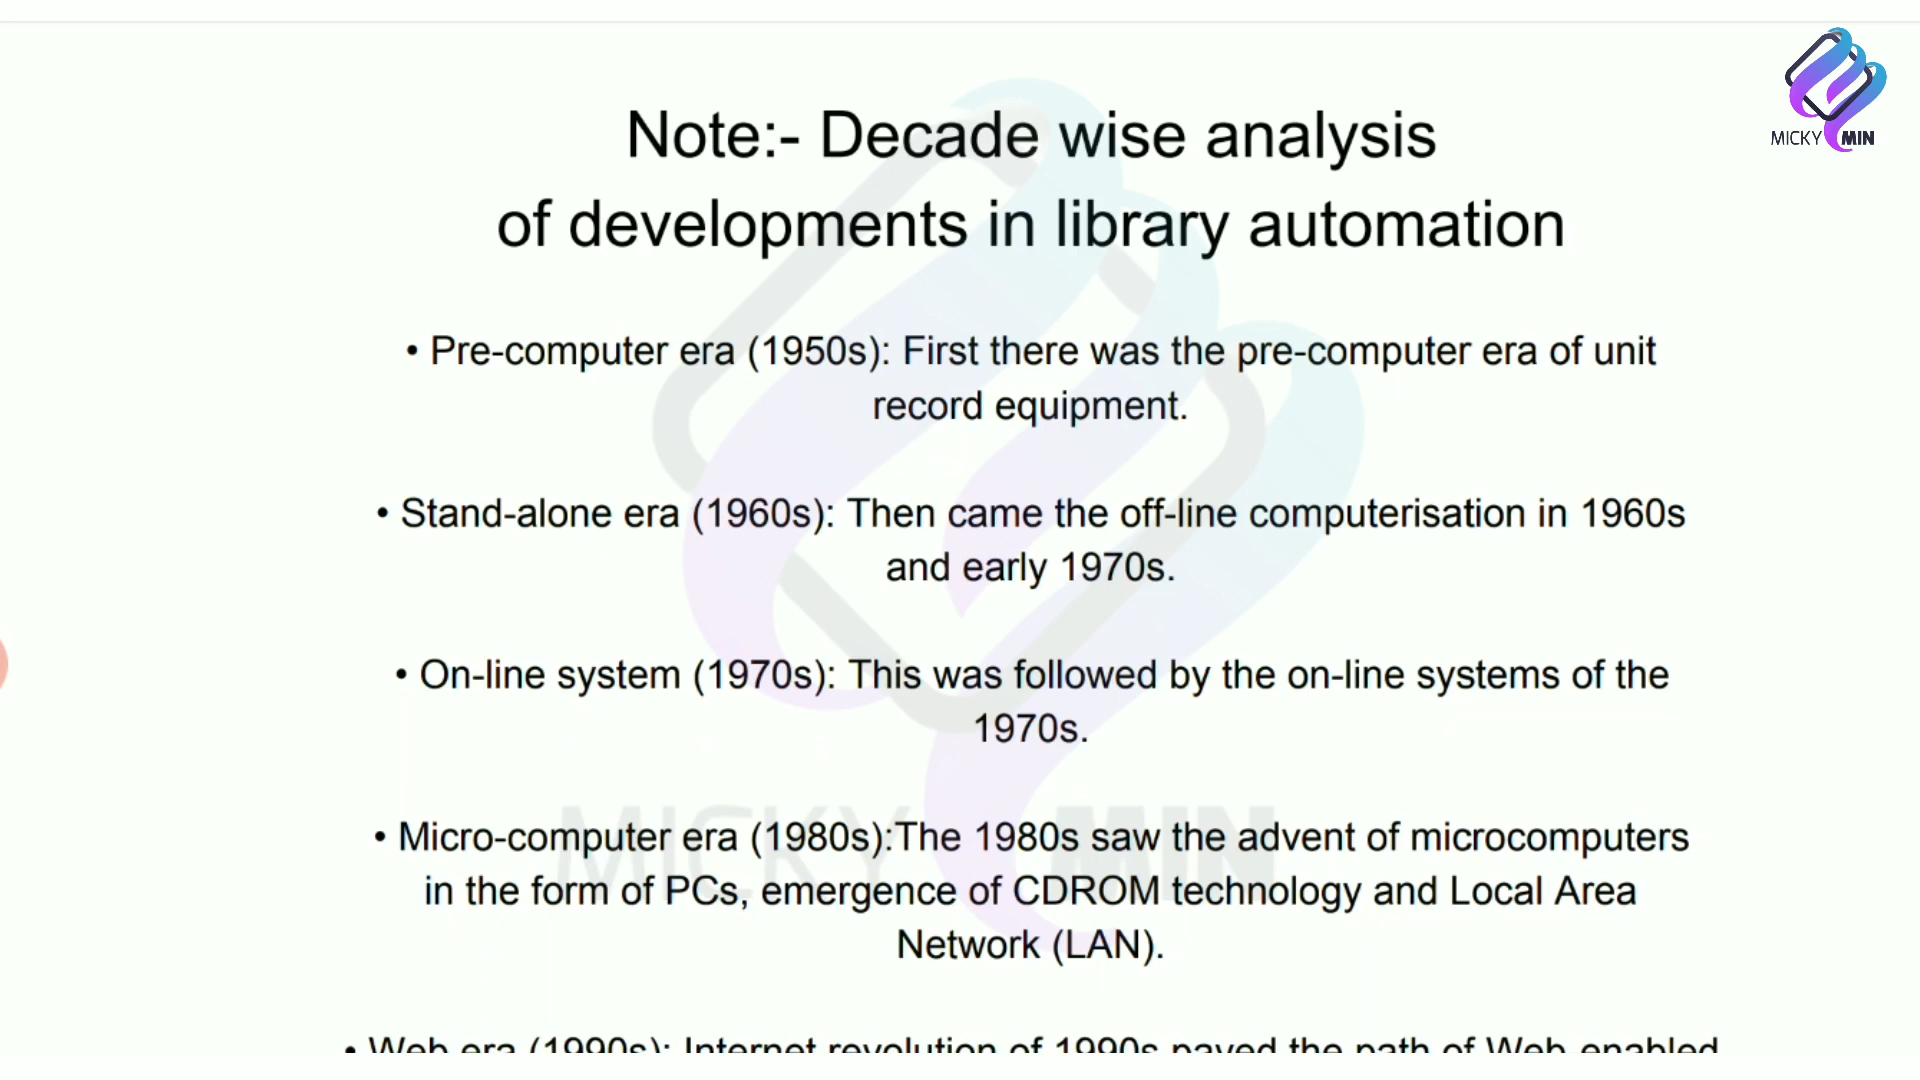 MICKY MIN
Note:- Decade wise analysis
of developments in library automation
• Pre-computer era (1950s): First there was the pre-computer era of unit
record equipment.
• Stand-alone era (1960s): Then came the off-line computerisation in 1960s
and early 1970s.
• On-line system (1970s): This was followed by the on-line systems of the
1970s.
• Micro-computer era (1980s):The 1980s saw the advent of microcomputers
in the form of PCs, emergence of CDROM technology and Local Area
Network (LAN).
MICKY MIN
• Web era (1990s): Internet revolution of 1990s paved the path of Web-enabled